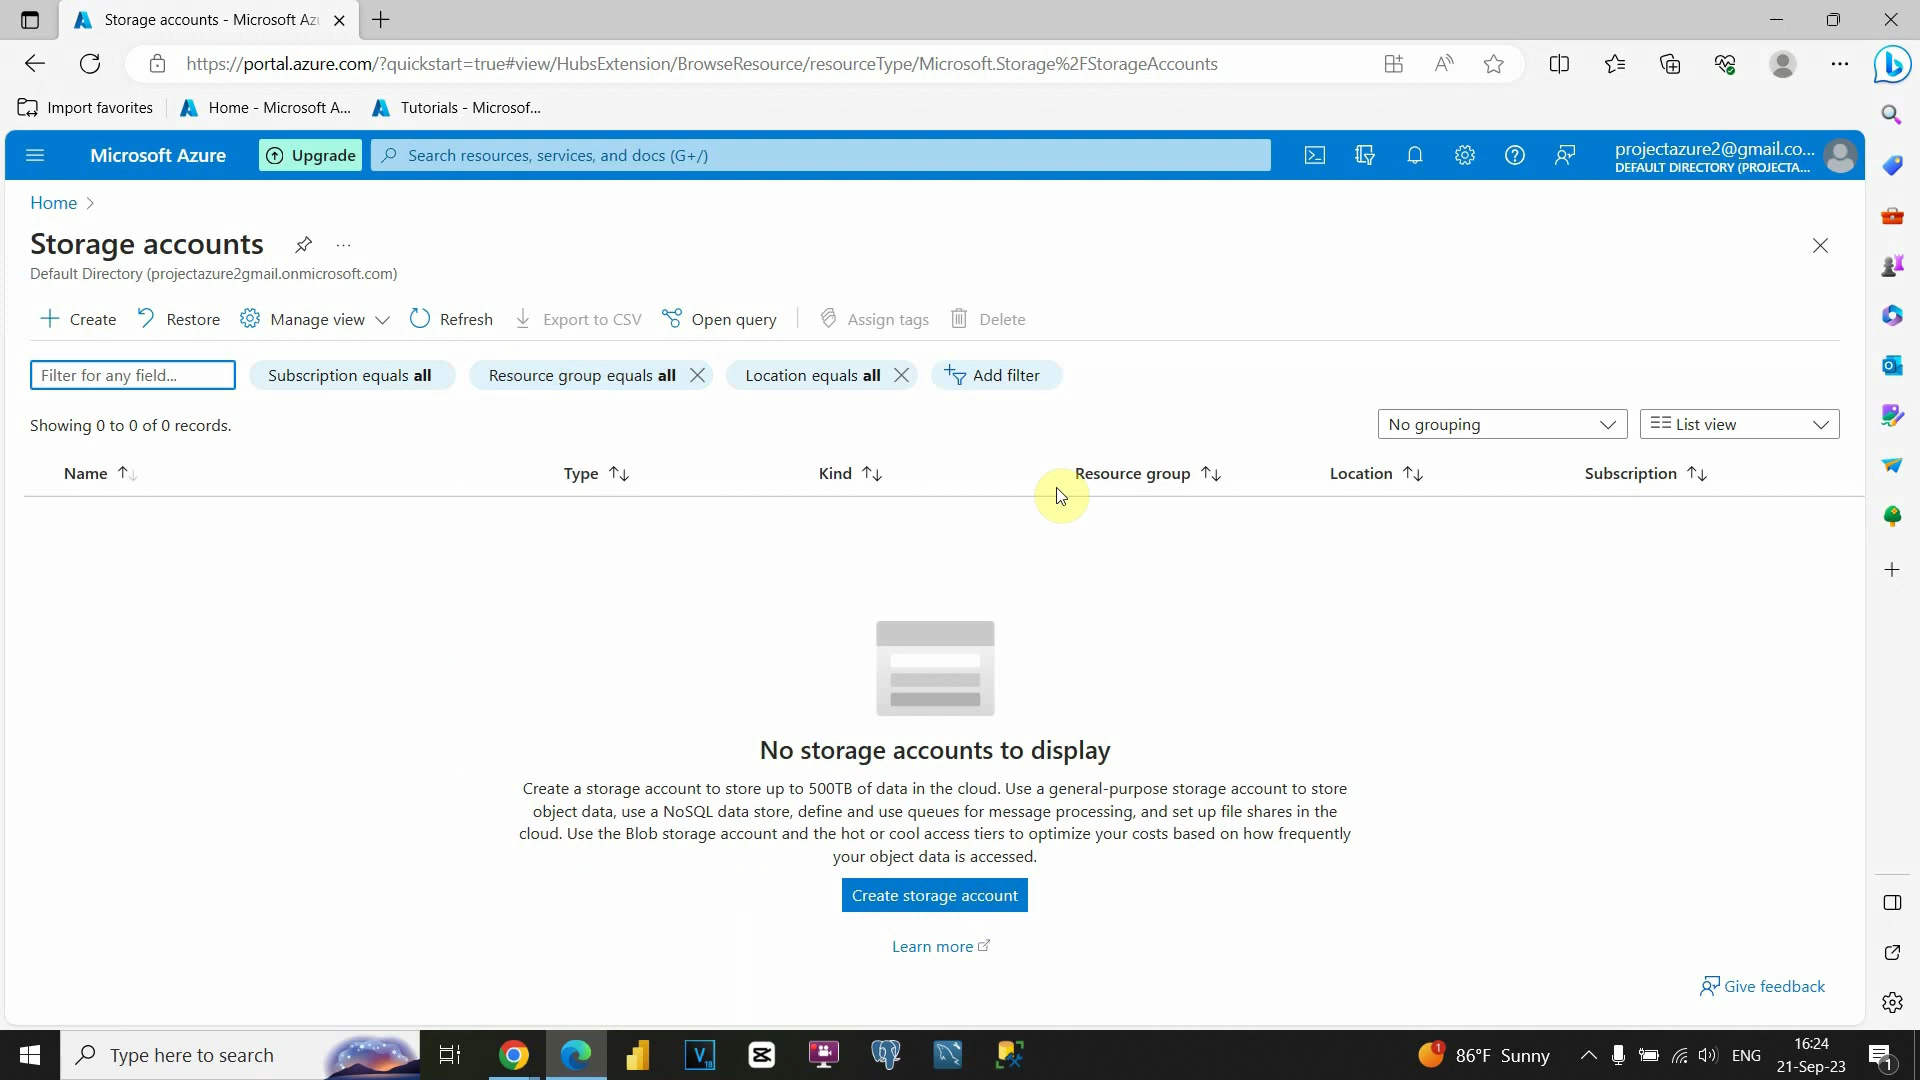 Storage accounts - Microsoft Az
https://portal.azure.com/?quickstart=true#view/HubsExtension/BrowseResource/resourceType/Microsoft.Storage%2FStorageAccounts
Import favorites
Home - Microsoft A...
Tutorials - Microsof...
Microsoft Azure
Upgrade
Search resources, services, and docs (G+/)
projectazure2@gmail.co...
DEFAULT DIRECTORY (PROJECTA...
Home
Storage accounts
Default Directory (projectazure2gmail.onmicrosoft.com)
Create Restore Manage view Refresh Export to CSV Open query Assign tags Delete
Filter for any field... Subscription equals all Resource group equals all Location equals all Add filter
Showing 0 to 0 of 0 records.
No grouping List view
Name Type Kind Resource group Location Subscription
No storage accounts to display
Create a storage account to store up to 500TB of data in the cloud. Use a general-purpose storage account to store
object data, use a NoSQL data store, define and use queues for message processing, and set up file shares in the
cloud. Use the Blob storage account and the hot or cool access tiers to optimize your costs based on how frequently
your object data is accessed.
Create storage account
Learn more
Give feedback
Type here to search
V
18
1
86°F Sunny
ENG
16:24
21-Sep-23
1